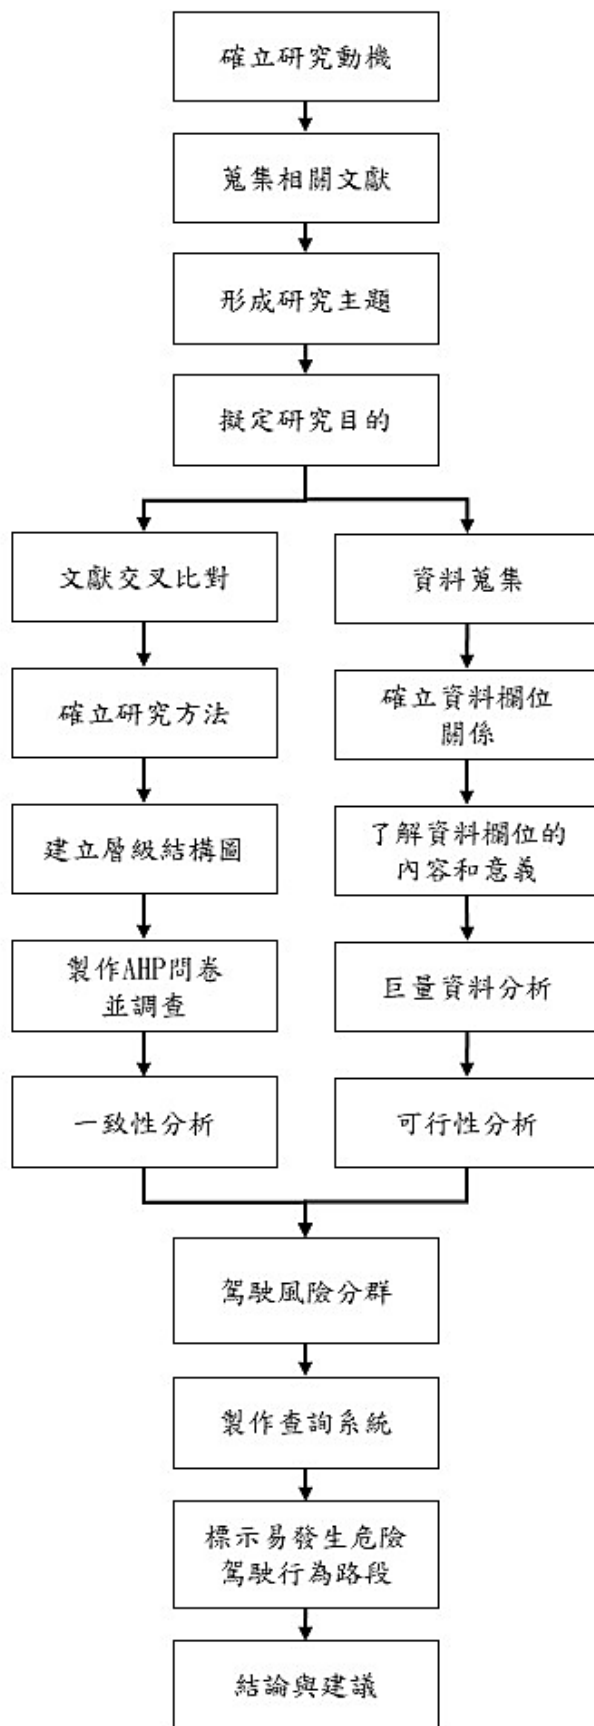 確立研究動機
蒐集相關文獻
形成研究主題
擬定研究目的
文獻交叉比對
確立研究方法
建立層級結構圖
製作AHP問卷
並調查
一致性分析
資料蒐集
確立資料欄位
關係
了解資料欄位的
內容和意義
巨量資料分析
可行性分析
駕駛風險分群
製作查詢系統
標示易發生危險
駕駛行為路段
結論與建議